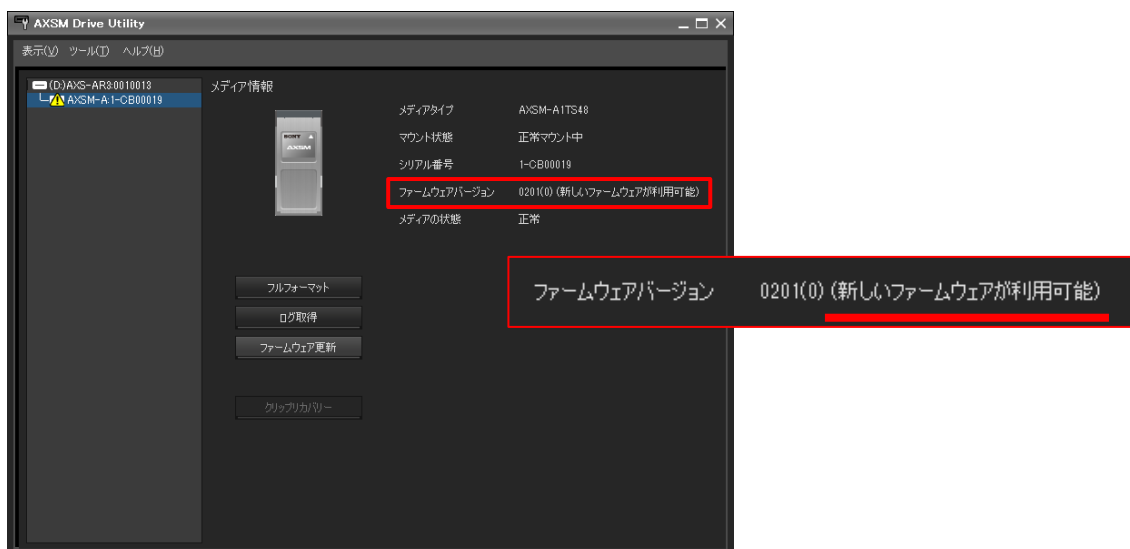 AXSM Drive Utility
表示(V) ツール(T) ヘルプ(H)
(D:)AXS-AR3:0010013
AXSM-A:1-CB00019
メディア情報
SONY
AXSM
メディアタイプ AXSM-A1TS48
マウント状態 正常マウント中
シリアル番号 1-CB00019
ファームウェアバージョン 0201(0) (新しいファームウェアが利用可能)
メディアの状態 正常
フルフォーマット
ログ取得
ファームウェア更新
クリップリカバリー
ファームウェアバージョン 0201(0) (新しいファームウェアが利用可能)